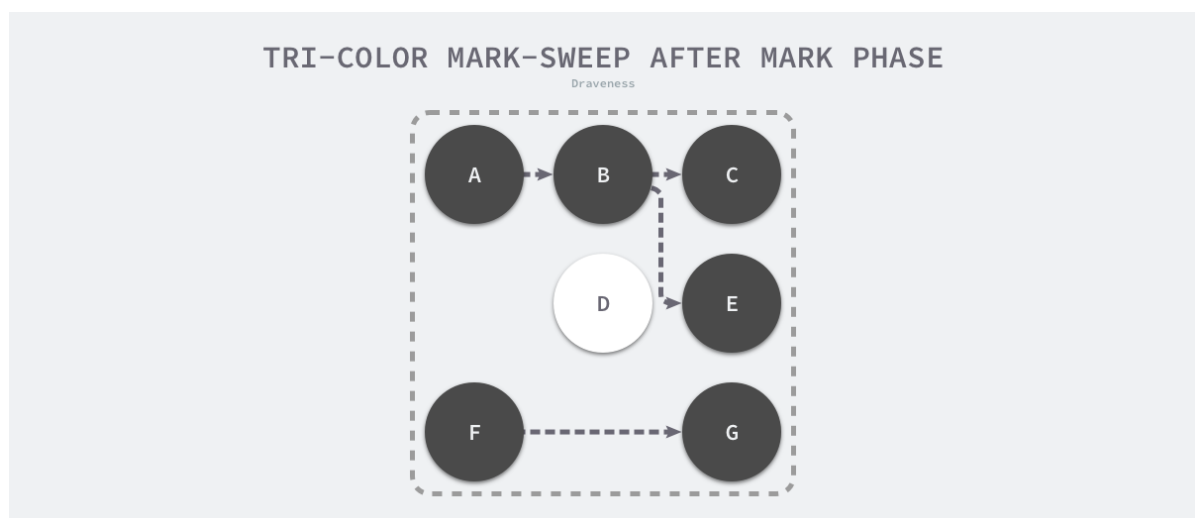 TRI-COLOR MARK-SWEEP AFTER MARK PHASE
Draveness
A B C
D E
F G